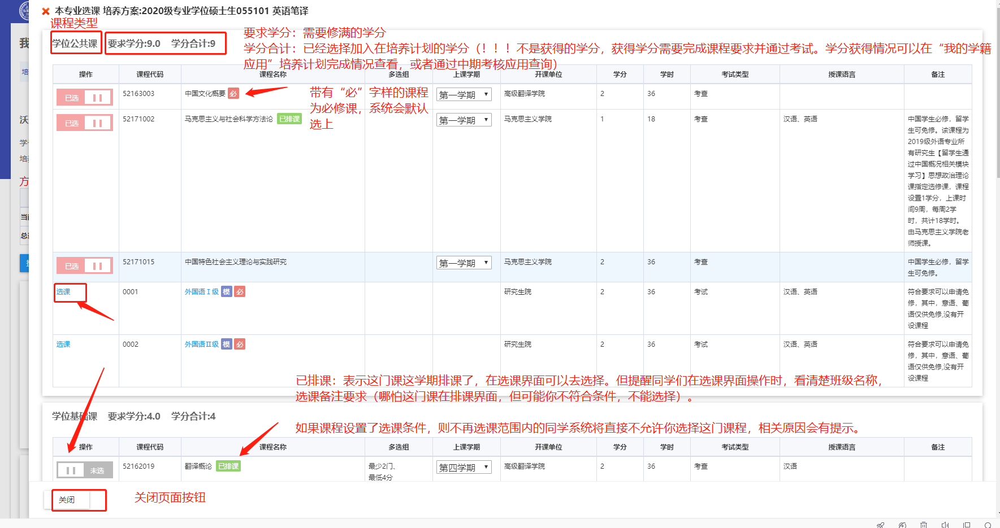 本专业选课 培养方案:2020级专业学位硕士生055101 英语笔译
课程类型
学位公共课 要求学分:9.0 学分合计:9
要求学分：需要修满的学分
学分合计：已经选择加入在培养计划的学分（！！！不是获得的学分，获得学分需要完成课程要求并通过考试。学分获得情况可以在“我的学籍
应用”培养计划完成情况查看，或者通过中期考核应用查询）
操作 课程代码 课程名称 多选组 上课学期 开课单位 学分 学时 考试类型 授课语言 备注
已选 52163003 中国文化概要 必 第一学期 高级翻译学院 2 36 考查
带有“必”字样的课程
为必修课，系统会默认
选上
已选 52171002 马克思主义与社会科学方法论 已排课 第一学期 马克思主义学院 1 18 考查 汉语、英语
中国学生必修，留学
生可免修。该课程为
2019级外语专业所
有研究生【留学生通
过中国概况相关模块
学习】思想政治理论
课指定选修课，课程
设置1学分，上课时
间9周，每周2学
时，共计18学时。
由马克思主义学院老
师授课。
已选 52171015 中国特色社会主义理论与实践研究 第一学期 马克思主义学院 2 36 考查
中国学生必修，留学
生可免修。
选课 0001 外国语Ⅰ级 模 必 研究生院 2 36 考试 汉语、英语
符合要求可以申请免
修，其中，意语、葡
语仅供免修,没有开
设课程
选课 0002 外国语Ⅱ级 模 必 研究生院 2 36 考试 汉语、英语
符合要求可以申请免
修，其中，意语、葡
语仅供免修,没有开
设课程
已排课：表示这门课这学期排课了，在选课界面可以去选择。但提醒同学们在选课界面操作时，看清楚班级名称，
选课备注要求（哪怕这门课在排课界面，但可能你不符合条件，不能选择）。
学位基础课 要求学分:4.0 学分合计:4
如果课程设置了选课条件，则不再选课范围内的同学系统将直接不允许你选择这门课程，相关原因会有提示。
操作 课程代码 课程名称 多选组 上课学期 开课单位 学分 学时 考试类型 授课语言 备注
未选 52162019 翻译概论 已排课 最少2门、 第四学期 高级翻译学院 2 36 考查 汉语
最低4分
关闭
关闭页面按钮